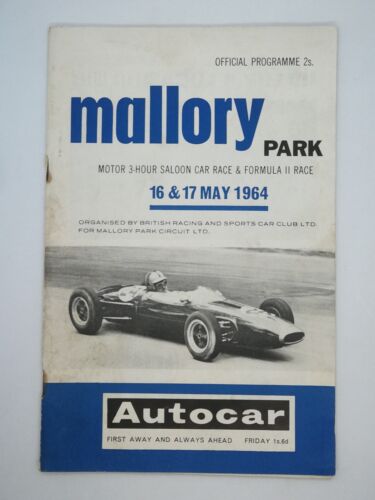 OFFICIAL PROGRAMME 2s.
mallory
PARK
MOTOR 3-HOUR SALOON CAR RACE & FORMULA II RACE
16 & 17 MAY 1964
ORGANISED BY BRITISH RACING AND SPORTS CAR CLUB LTD.
FOR MALLORY PARK CIRCUIT LTD.
Autocar
FIRST AWAY AND ALWAYS AHEAD FRIDAY 1s.6d